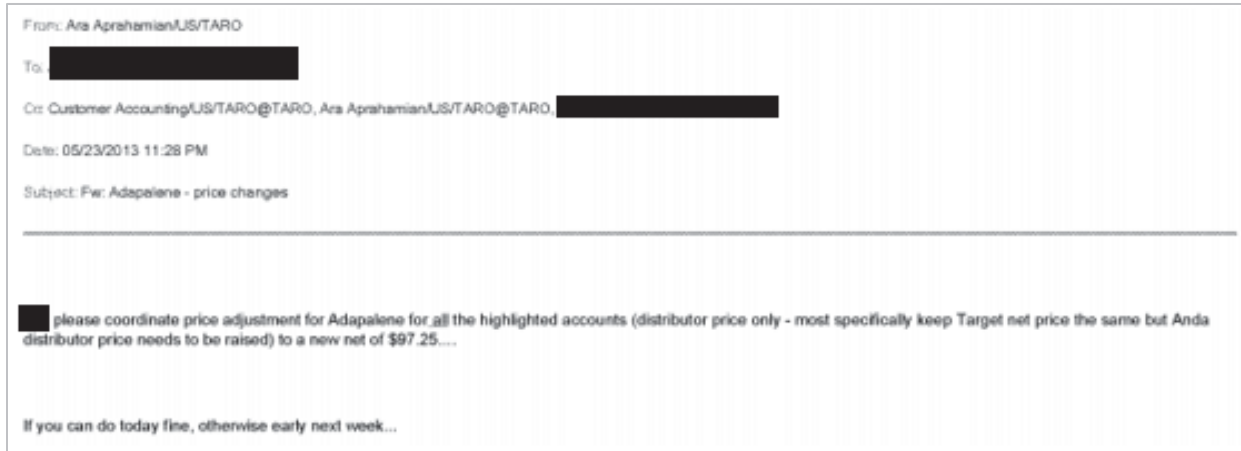 From: Ara Aprahamian/US/TARO
To:
Cc: Customer Accounting/US/TARO@TARO, Ara Aprahamian/US/TARO@TARO,
Date: 05/23/2013 11:28 PM
Subject: Fw: Adapalene - price changes
please coordinate price adjustment for Adapalene for all the highlighted accounts (distributor price only - most specifically keep Target net price the same but Anda
distributor price needs to be raised) to a new net of $97.25....
If you can do today fine, otherwise early next week...